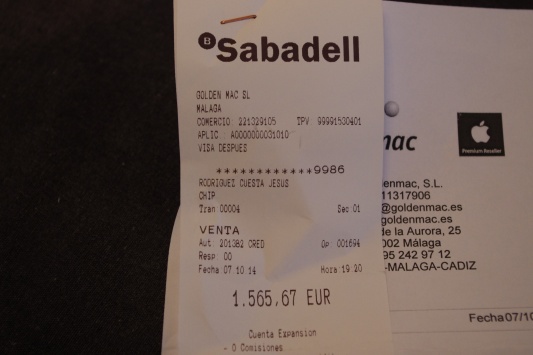 B Sabadell
GOLDEN MAC SL
MALAGA
COMERCIO: 221329105 TPV: 99991530401
APLIC.: A0000000031010
VISA DESPUES
************9986
RODRIGUEZ CUESTA JESUS
CHIP
Tran:00004 Sec:01
VENTA
Aut: 201382 CRED Op: 001694
Resp: 00
Fecha 07.10.14 Hora 19:20
1.565,67 EUR
Cuenta Expansion
- 0 Comisiones
mac
Premium Reseller
denmac, S.L.
11317906
@goldenmac.es
goldenmac.es
de la Aurora, 25
002 Málaga
95 242 97 12
-MALAGA-CADIZ
Fecha07/10